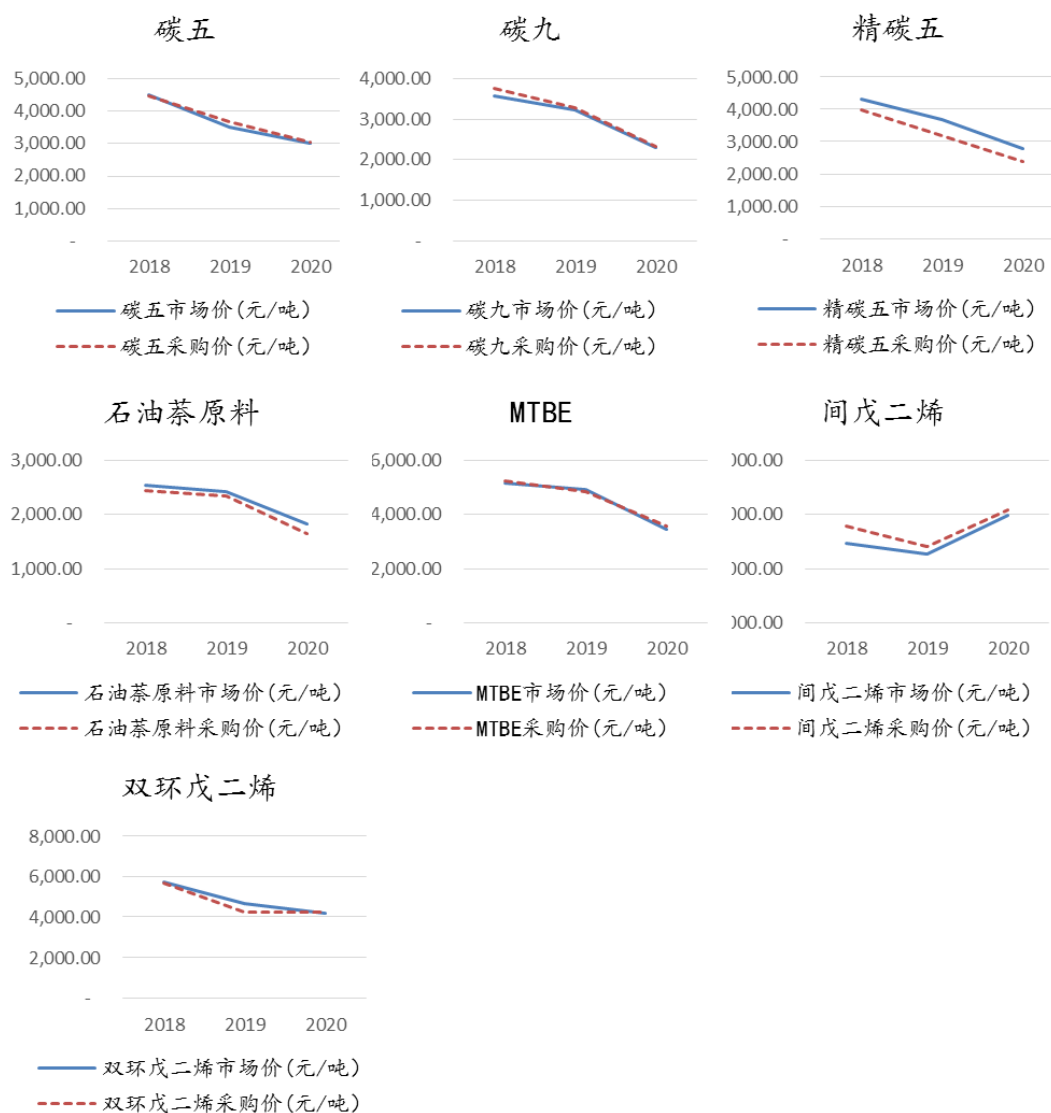 碳五
5,000.00
4,000.00
3,000.00
2,000.00
1,000.00
-
2018 2019 2020
碳五市场价(元/吨)
碳五采购价(元/吨)
碳九
4,000.00
3,000.00
2,000.00
1,000.00
-
2018 2019 2020
碳九市场价(元/吨)
碳九采购价(元/吨)
精碳五
5,000.00
4,000.00
3,000.00
2,000.00
1,000.00
-
2018 2019 2020
精碳五市场价(元/吨)
精碳五采购价(元/吨)
石油萘原料
3,000.00
2,000.00
1,000.00
-
2018 2019 2020
石油萘原料市场价(元/吨)
石油萘原料采购价(元/吨)
MTBE
6,000.00
4,000.00
2,000.00
-
2018 2019 2020
MTBE市场价(元/吨)
MTBE采购价(元/吨)
间戊二烯
000.00
000.00
000.00
000.00
2018 2019 2020
间戊二烯市场价(元/吨)
间戊二烯采购价(元/吨)
双环戊二烯
8,000.00
6,000.00
4,000.00
2,000.00
-
2018 2019 2020
双环戊二烯市场价(元/吨)
双环戊二烯采购价(元/吨)